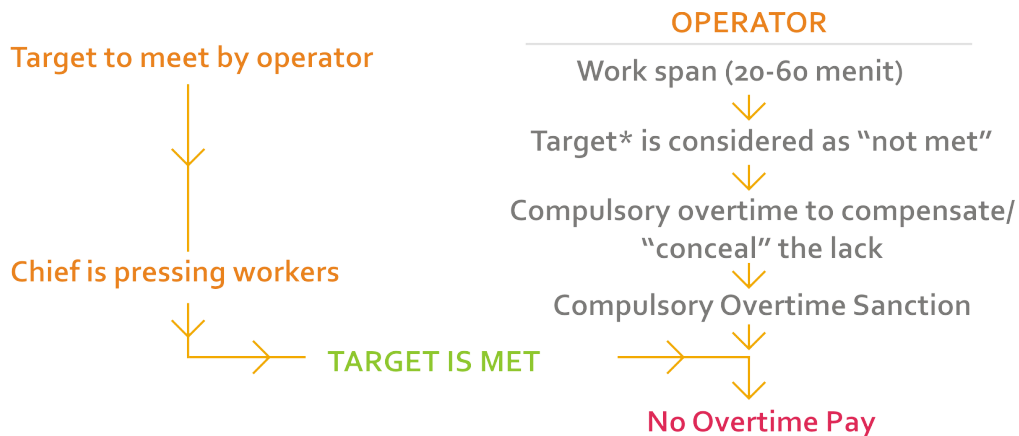 Target to meet by operator
Chief is pressing workers
TARGET IS MET
OPERATOR
Work span (20-60 menit)
Target* is considered as “not met”
Compulsory overtime to compensate/
“conceal” the lack
Compulsory Overtime Sanction
No Overtime Pay